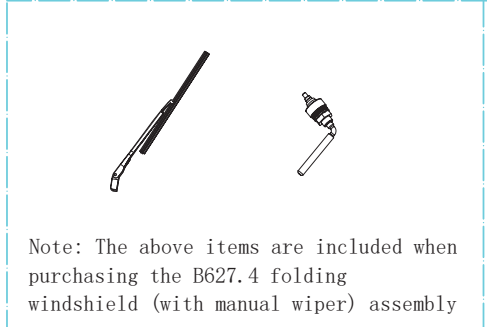 Note: The above items are included when
purchasing the B627.4 folding
windshield (with manual wiper) assembly